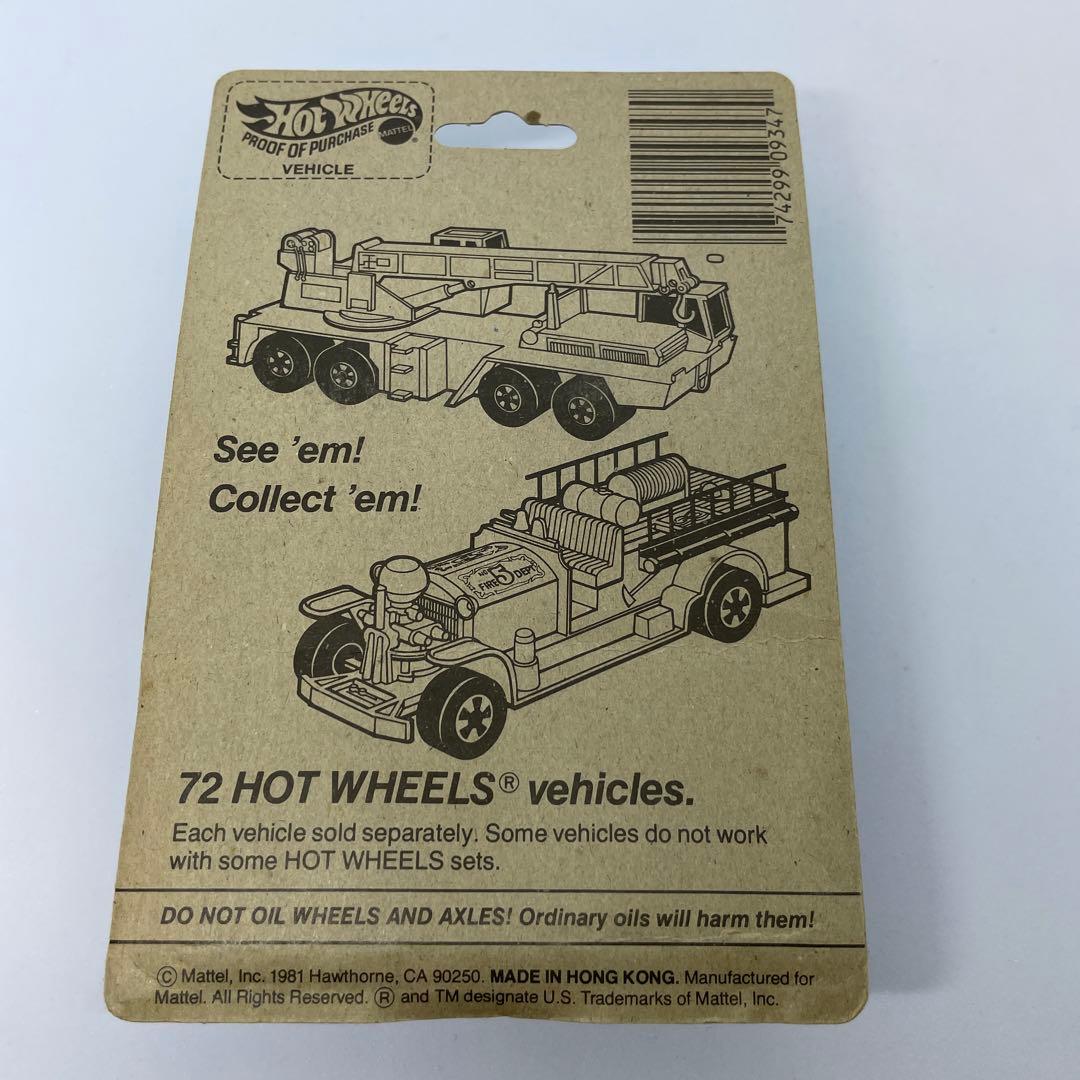 Hot Wheels
PROOF OF PURCHASE MATTEL®
VEHICLE
74299 09347
See 'em!
Collect 'em!
NO 5
FIRE DEPT
72 HOT WHEELS® vehicles.
Each vehicle sold separately. Some vehicles do not work
with some HOT WHEELS sets.
DO NOT OIL WHEELS AND AXLES! Ordinary oils will harm them!
© Mattel, Inc. 1981 Hawthorne, CA 90250. MADE IN HONG KONG. Manufactured for
Mattel. All Rights Reserved. ® and TM designate U.S. Trademarks of Mattel, Inc.